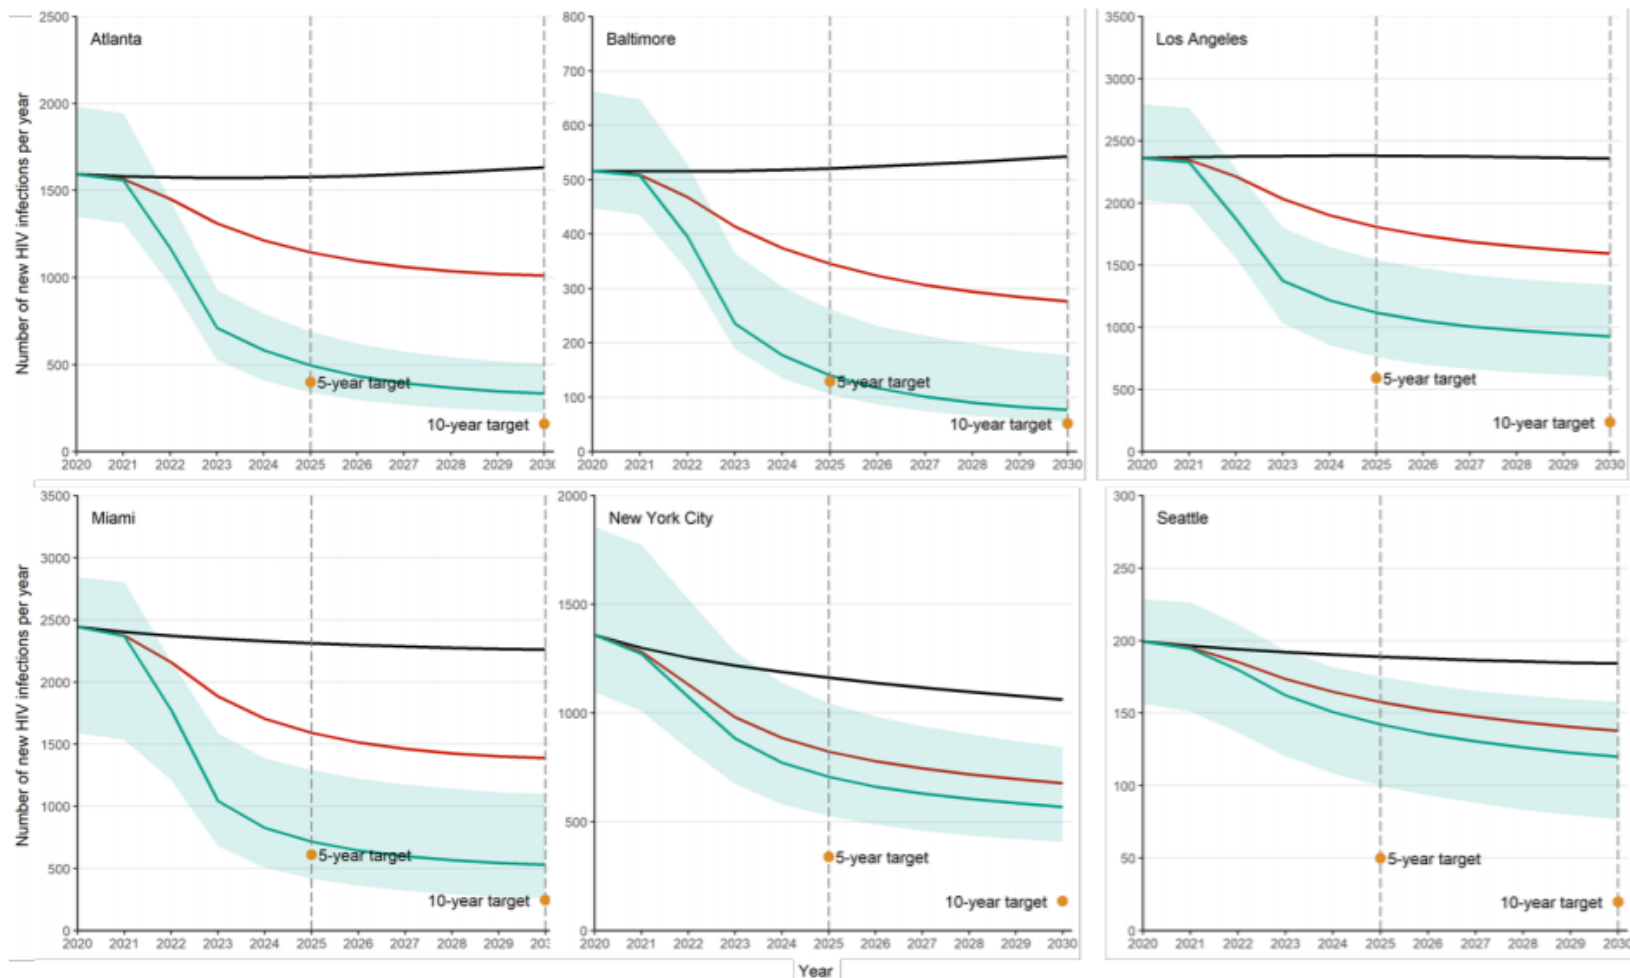 Number of new HIV infections per year
Atlanta
2500
2000
1500
1000
500
0
2020 2021 2022 2023 2024 2025 2026 2027 2028 2029 2030
5-year target
10-year target
Baltimore
800
700
600
500
400
300
200
100
0
2020 2021 2022 2023 2024 2025 2026 2027 2028 2029 2030
5-year target
10-year target
Los Angeles
3500
3000
2500
2000
1500
1000
500
0
2020 2021 2022 2023 2024 2025 2026 2027 2028 2029 2030
5-year target
10-year target
Number of new HIV infections per year
Miami
3500
3000
2500
2000
1500
1000
500
0
2020 2021 2022 2023 2024 2025 2026 2027 2028 2029 203
5-year target
10-year target
New York City
2000
1500
1000
500
0
2020 2021 2022 2023 2024 2025 2026 2027 2028 2029 2030
5-year target
10-year target
Seattle
300
250
200
150
100
50
0
2020 2021 2022 2023 2024 2025 2026 2027 2028 2029 2030
5-year target
10-year target
Year